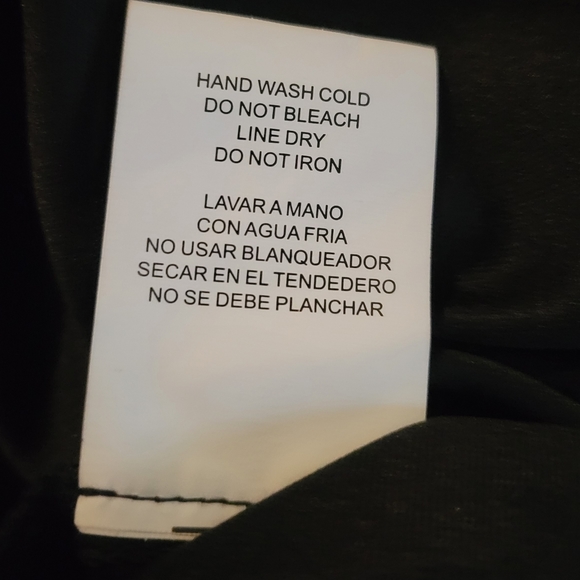 HAND WASH COLD
DO NOT BLEACH
LINE DRY
DO NOT IRON
LAVAR A MANO
CON AGUA FRIA
NO USAR BLANQUEADOR
SECAR EN EL TENDEDERO
NO SE DEBE PLANCHAR